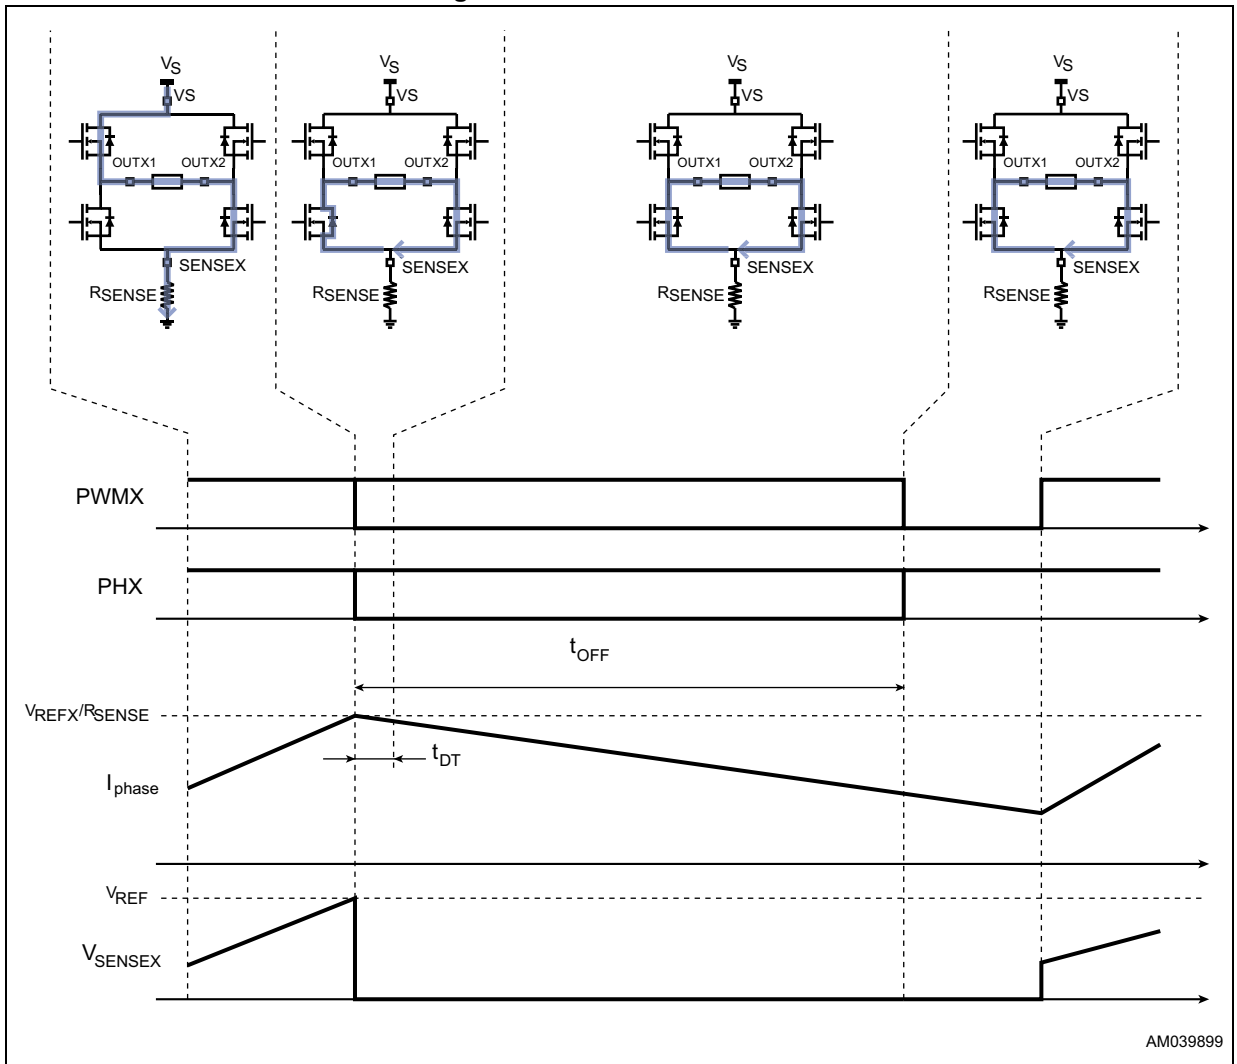 VS VS VS VS
VS VS VS VS
OUTX1 OUTX2 OUTX1 OUTX2 OUTX1 OUTX2 OUTX1 OUTX2
SENSEX SENSEX SENSEX SENSEX
RSENSE RSENSE RSENSE RSENSE
PWMX
PHX
tOFF
VREFX/RSENSE
tDT
Iphase
VREF
VSENSEX
AM039899